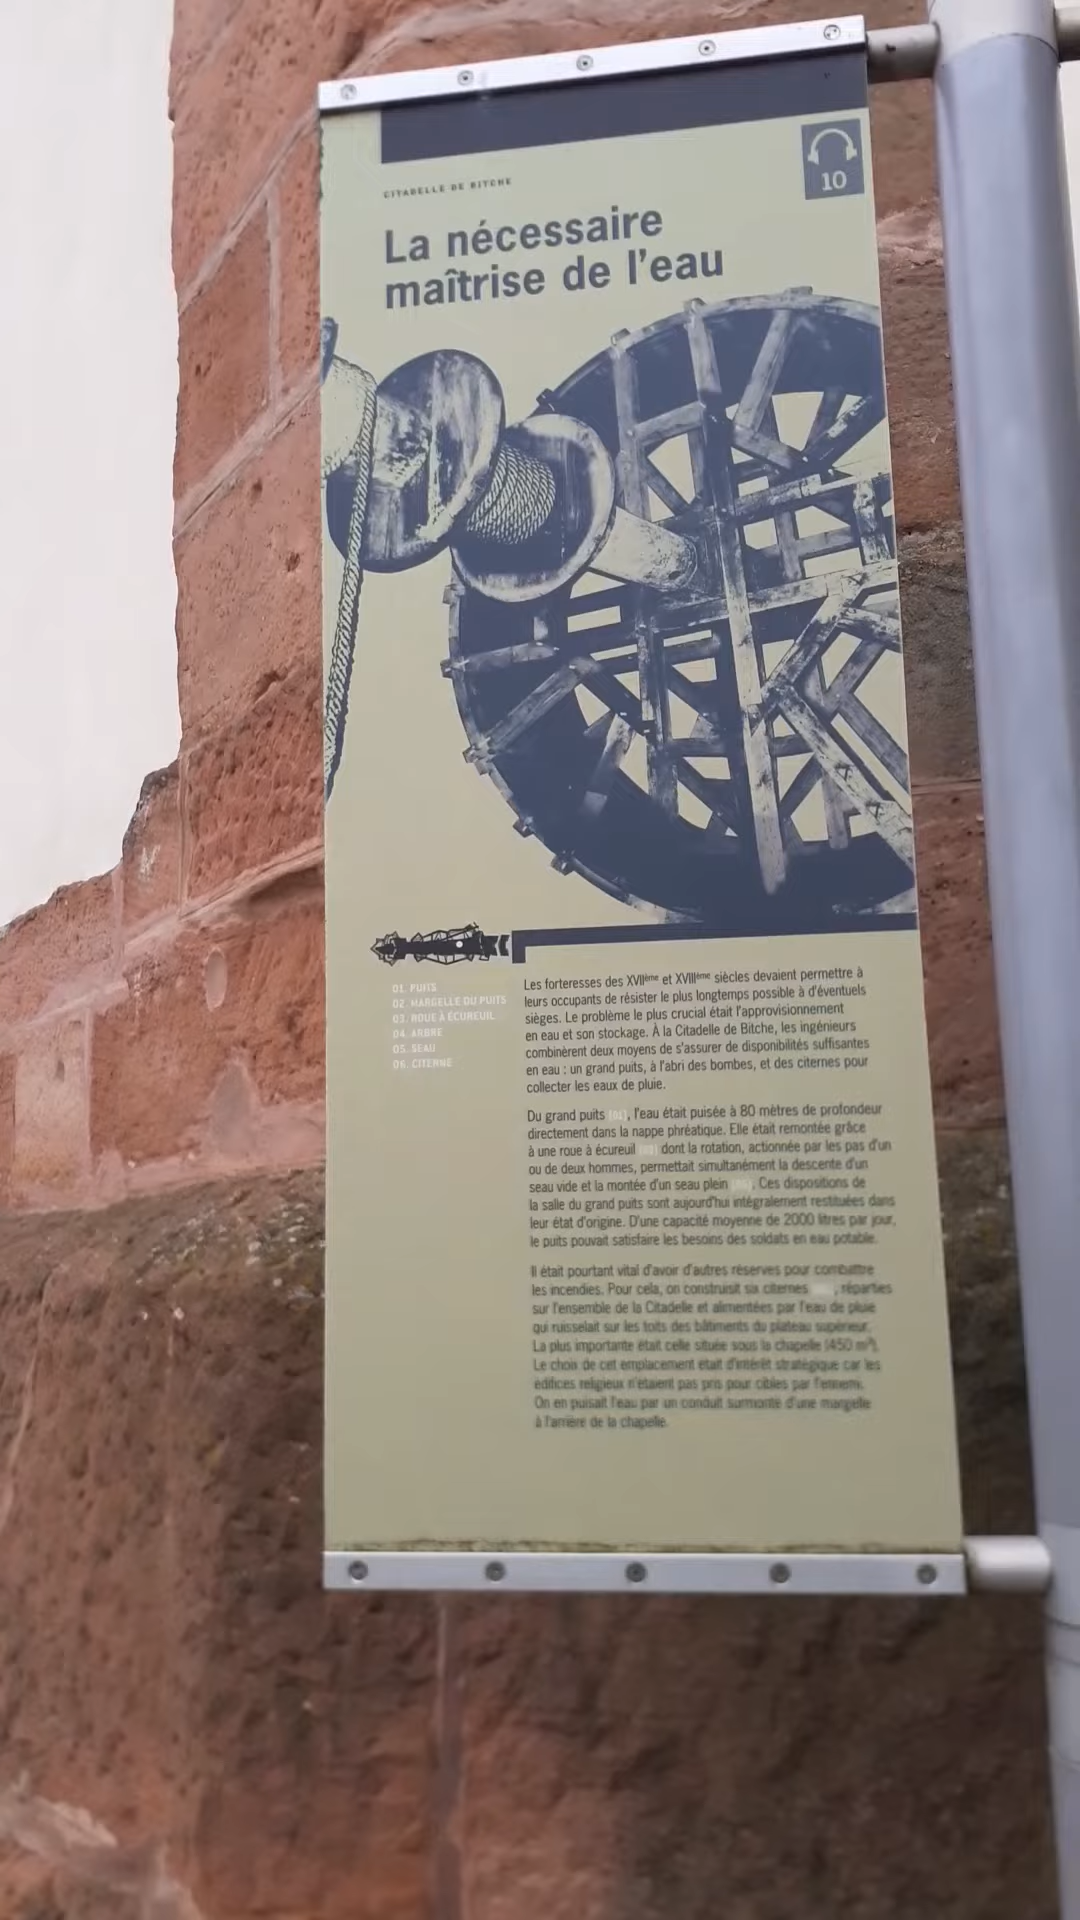 10
CITADELLE DE BITCHE
La nécessaire
maîtrise de l'eau
01. PUITS
02. MARGELLE DU PUITS
03. ROUE À ÉCUREUIL
04. ARBRE
05. SEAU
06. CITERNE
Les forteresses des XVIIème et XVIIIème siècles devaient permettre à
leurs occupants de résister le plus longtemps possible à d'éventuels
sièges. Le problème le plus crucial était l'approvisionnement
en eau et son stockage. À la Citadelle de Bitche, les ingénieurs
combinèrent deux moyens de s'assurer de disponibilités suffisantes
en eau : un grand puits, à l'abri des bombes, et des citernes pour
collecter les eaux de pluie.
Du grand puits [01], l'eau était puisée à 80 mètres de profondeur
directement dans la nappe phréatique. Elle était remontée grâce
à une roue à écureuil dont la rotation, actionnée par les pas d'un
ou de deux hommes, permettait simultanément la descente d'un
seau vide et la montée d'un seau plein . Ces dispositions de
la salle du grand puits sont aujourd'hui intégralement restituées dans
leur état d'origine. D'une capacité moyenne de 2000 litres par jour,
le puits pouvait satisfaire les besoins des soldats en eau potable.
Il était pourtant vital d'avoir d'autres réserves pour combattre
les incendies. Pour cela, on construisit six citernes , réparties
sur l'ensemble de la Citadelle et alimentées par l'eau de pluie
qui ruisselait sur les toits des bâtiments du plateau supérieur.
La plus importante était celle située sous la chapelle (450 m³).
Le choix de cet emplacement était d'intérêt stratégique car les
édifices religieux n'étaient pas pris pour cibles par l'ennemi.
On en puisait l'eau par un conduit surmonté d'une margelle
à l'arrière de la chapelle.